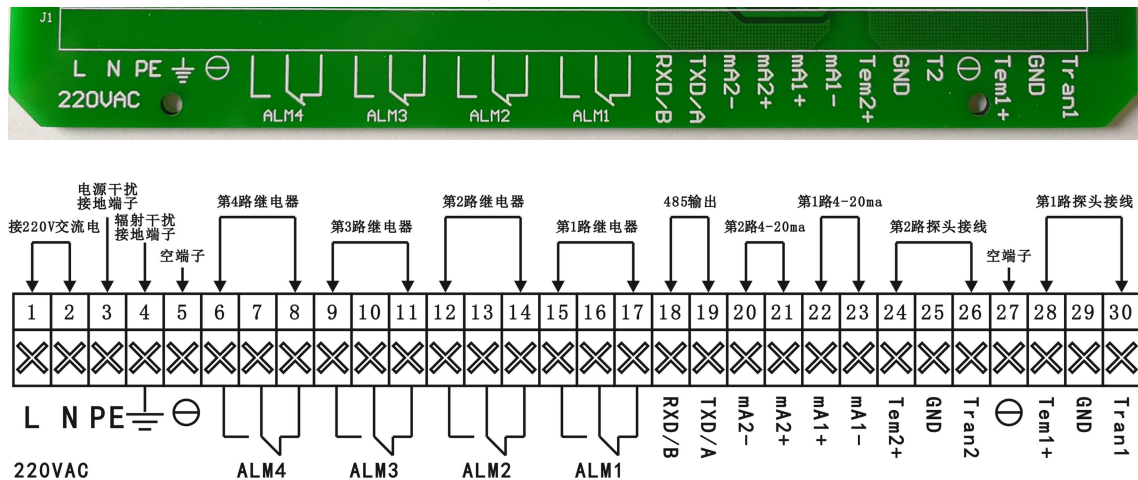 J1
L N PE
220VAC
ALM4 ALM3 ALM2 ALM1
RXD/B
TXD/A
mA2-
mA2+
mA1+
mA1-
Tem2+
GND
T2
Tem1+
GND
Tran1
电源干扰
接地端子
接220V交流电
辐射干扰
接地端子
空端子
第4路继电器
第3路继电器
第2路继电器
第1路继电器
485输出
第2路4-20ma
第1路4-20ma
第2路探头接线
空端子
第1路探头接线
1 2 3 4 5 6 7 8 9 10 11 12 13 14 15 16 17 18 19 20 21 22 23 24 25 26 27 28 29 30
L N PE
220VAC
ALM4 ALM3 ALM2 ALM1
RXD/B
TXD/A
mA2-
mA2+
mA1+
mA1-
Tem2+
GND
Tran2
Tem1+
GND
Tran1